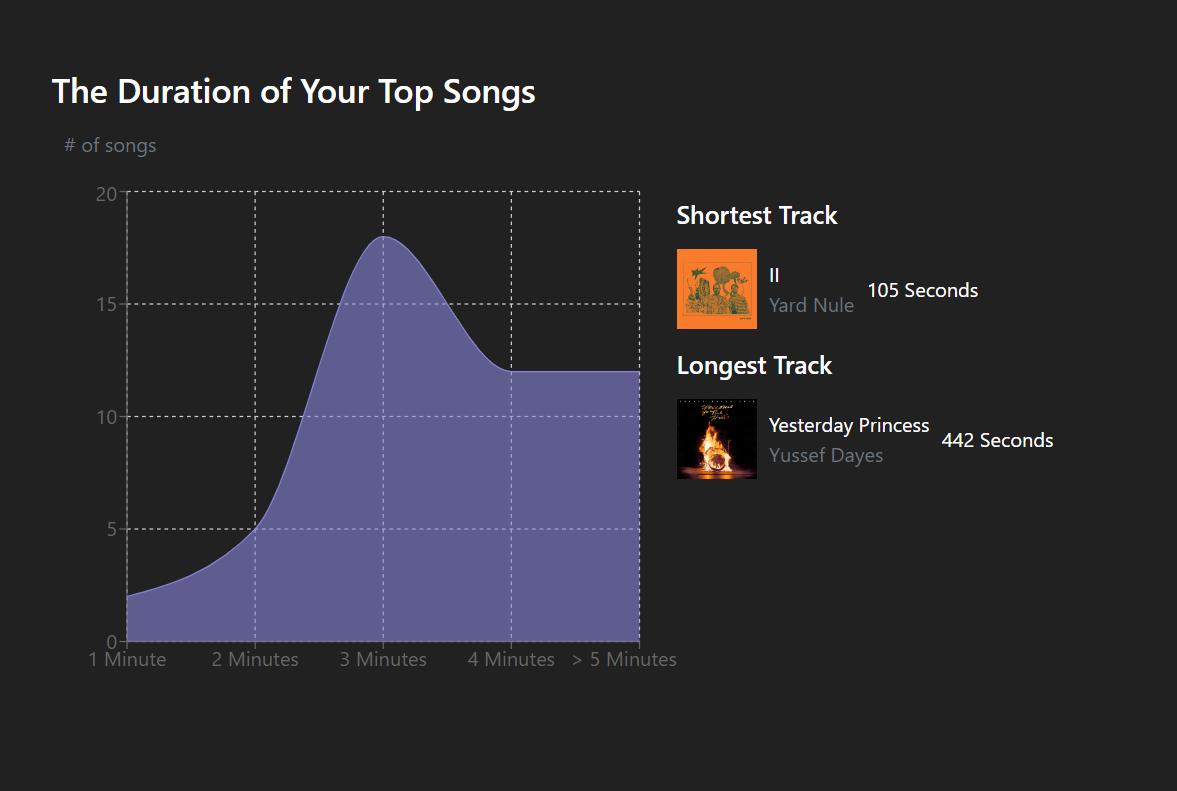 The Duration of Your Top Songs
# of songs
20
15
10
5
0
1 Minute 2 Minutes 3 Minutes 4 Minutes > 5 Minutes
Shortest Track
II
Yard Nule
105 Seconds
Longest Track
Yesterday Princess
Yussef Dayes
442 Seconds